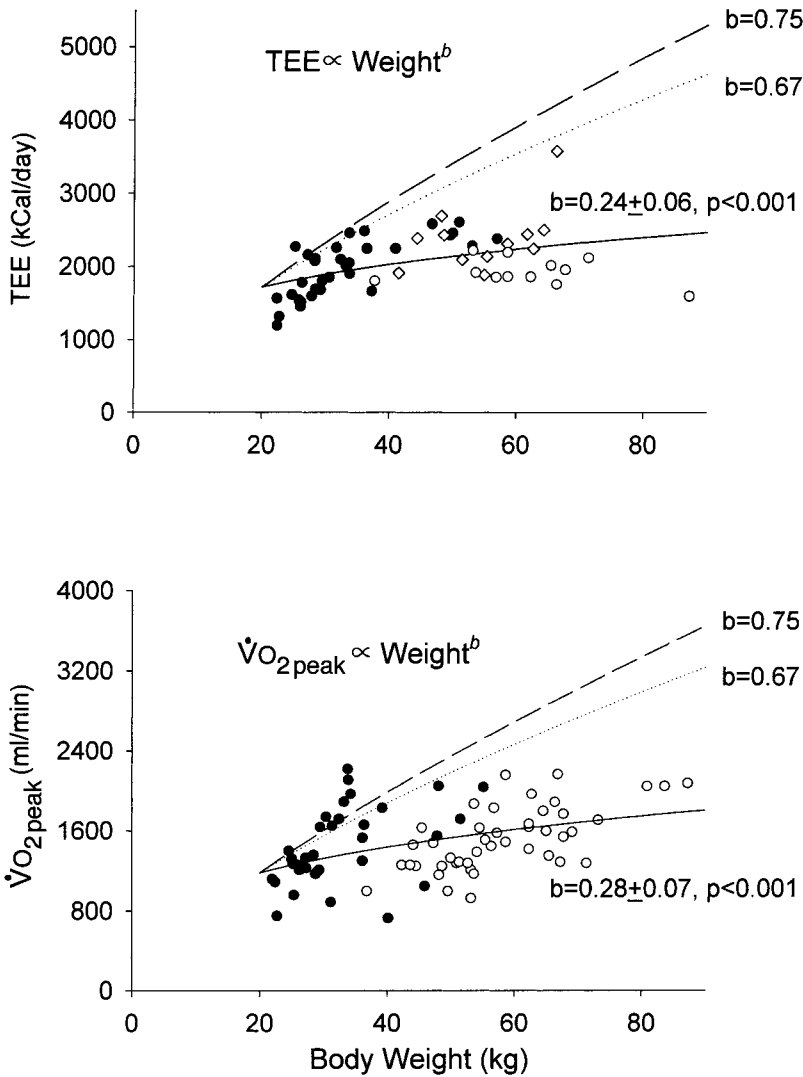 b=0.75
5000
TEE∝ Weight^b
b=0.67
4000
TEE (kCal/day)
3000
b=0.24±0.06, p<0.001
2000
1000
0
0 20 40 60 80
4000
b=0.75
V̇O₂peak ∝ Weight^b
3200
b=0.67
V̇O₂peak (ml/min)
2400
1600
b=0.28±0.07, p<0.001
800
0
0 20 40 60 80
Body Weight (kg)